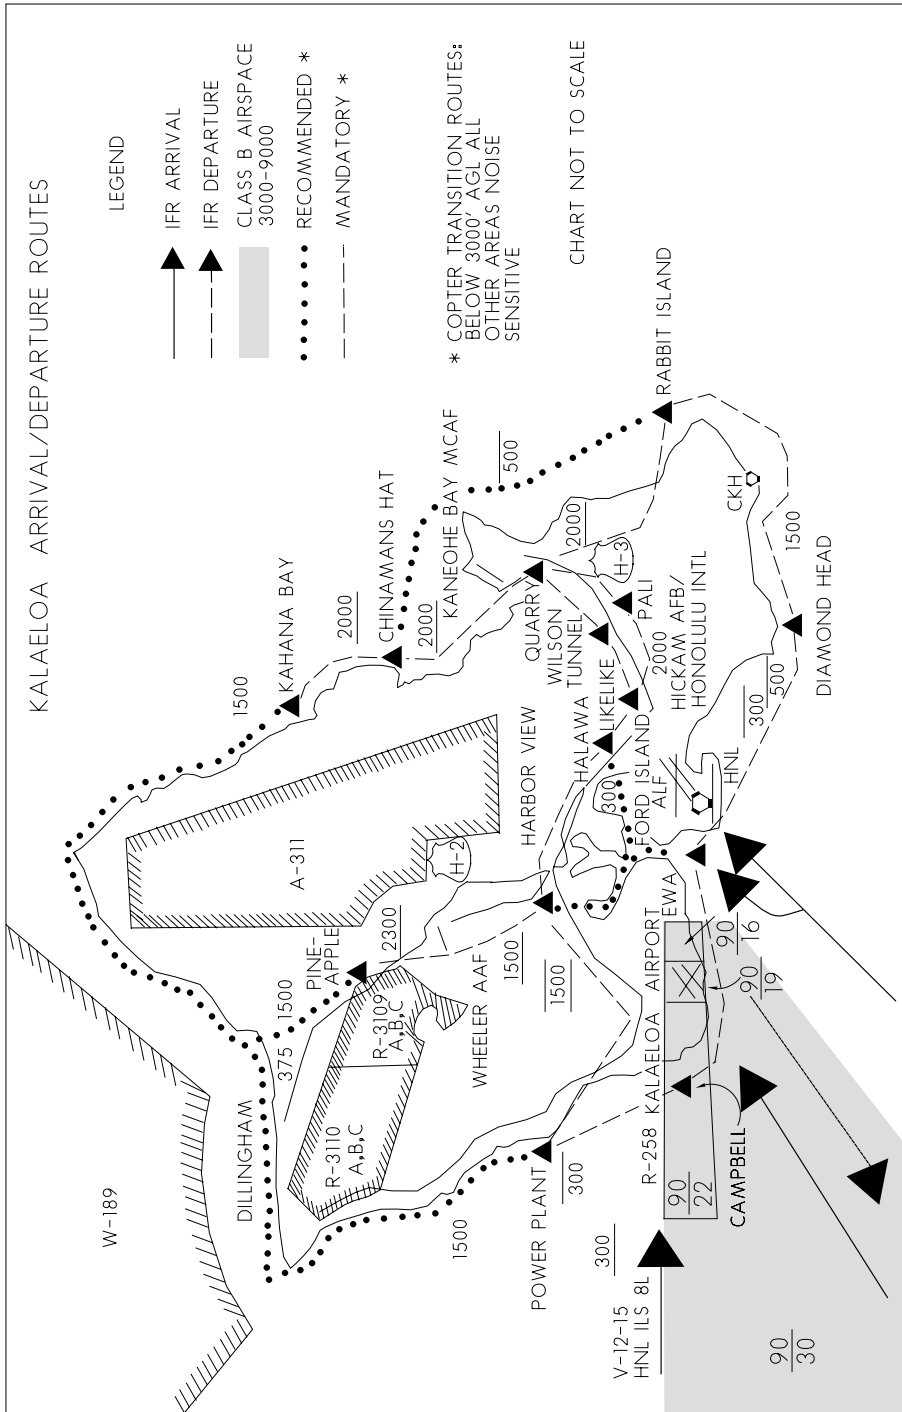 KALAELOA ARRIVAL/DEPARTURE ROUTES
LEGEND
IFR ARRIVAL
IFR DEPARTURE
CLASS B AIRSPACE
3000-9000
RECOMMENDED *
MANDATORY *
* COPTER TRANSITION ROUTES:
BELOW 3000' AGL ALL
OTHER AREAS NOISE
SENSITIVE
CHART NOT TO SCALE
W-189
DILLINGHAM
375
1500
PINE-
APPLE
2300
R-3109
A,B,C
R-3110
A,B,C
WHEELER AAF
A-311
H-2
1500
KAHANA BAY
2000
CHINAMANS HAT
2000
KANEOHE BAY MCAF
500
2000
RABBIT ISLAND
H-3
CKH
QUARRY
WILSON
TUNNEL
PALI
LIKELIKE
HALAWA
2000
HICKAM AFB/
HONOLULU INTL
1500
DIAMOND HEAD
300
500
HARBOR VIEW
300
FORD ISLAND
ALF
HNL
1500
1500
EWA
1500
POWER PLANT
300
300
R-258 KALAELOA AIRPORT
90
16
90
19
90
22
CAMPBELL
V-12-15
HNL ILS 8L
90
30